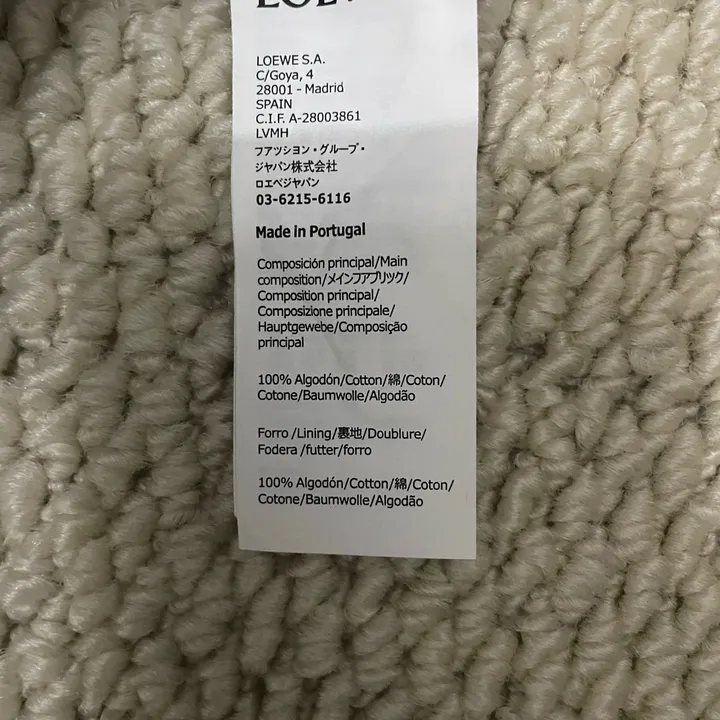 LOEWE S.A.
C/Goya, 4
28001 - Madrid
SPAIN
C.I.F. A-28003861
LVMH
フアツシヨン・グループ・
ジャパン株式会社
ロエベジャパン
03-6215-6116
Made in Portugal
Composición principal/Main
composition/メインファブリック/
Composition principal/
Composizione principale/
Hauptgewebe/Composição
principal
100% Algodón/Cotton/綿/Coton/
Cotone/Baumwolle/Algodão
Forro /Lining/裏地/Doublure/
Fodera /futter/forro
100% Algodón/Cotton/綿/Coton/
Cotone/Baumwolle/Algodão